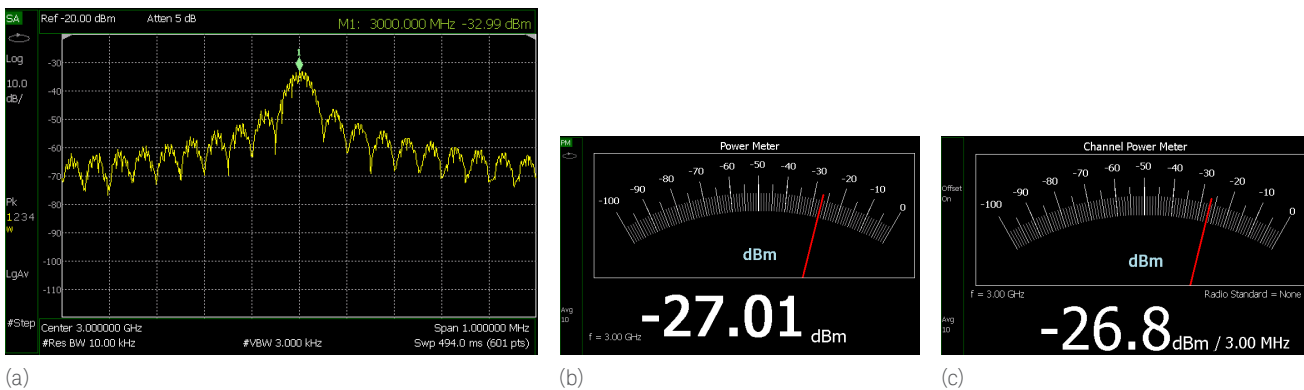 SA
Ref -20.00 dBm Atten 5 dB M1: 3000.000 MHz -32.99 dBm
Log
10.0
dB/
Pk
1234
w
LgAv
#Step
1
-30
-40
-50
-60
-70
-80
-90
-100
-110
Center 3.000000 GHz Span 1.000000 MHz
#Res BW 10.00 kHz #VBW 3.000 kHz Swp 494.0 ms (601 pts)
(a)
PM
Power Meter
-100 -90 -80 -70 -60 -50 -40 -30 -20 -10 0
dBm
Avg
10
f = 3.00 GHz
-27.01 dBm
(b)
Channel Power Meter
Offset
On
-100 -90 -80 -70 -60 -50 -40 -30 -20 -10 0
dBm
f = 3.00 GHz Radio Standard = None
Avg
10
-26.8 dBm / 3.00 MHz
(c)